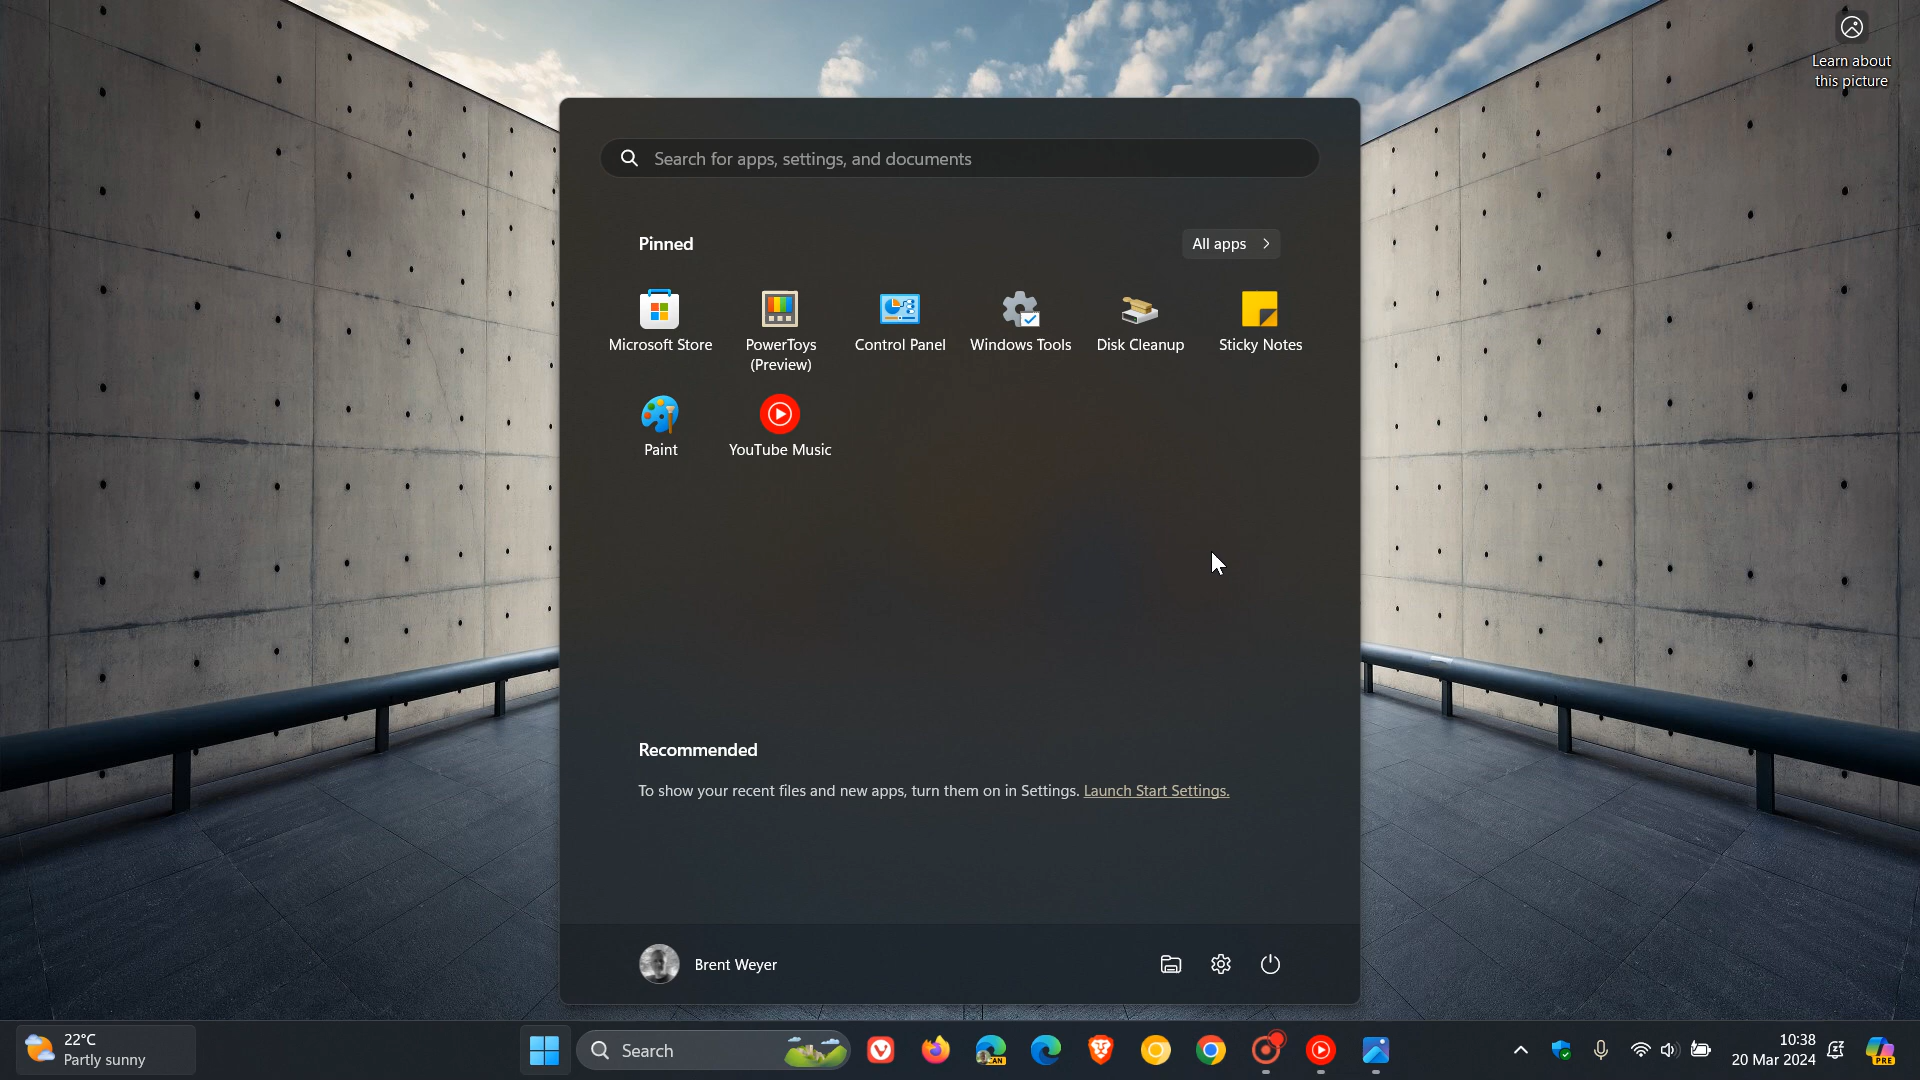 Learn about
this picture
Search for apps, settings, and documents
Pinned
All apps
Microsoft Store
PowerToys
(Preview)
Control Panel
Windows Tools
Disk Cleanup
Sticky Notes
Paint
YouTube Music
Recommended
To show your recent files and new apps, turn them on in Settings. Launch Start Settings.
Brent Weyer
22°C
Partly sunny
Search
CAN
10:38
20 Mar 2024
PRE